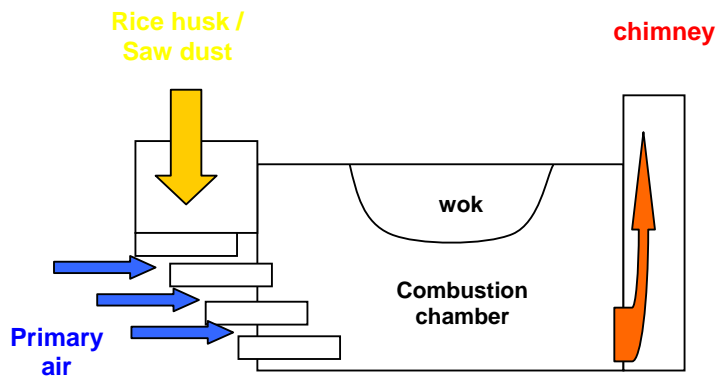 Rice husk /
Saw dust
chimney
wok
Combustion
chamber
Primary
air